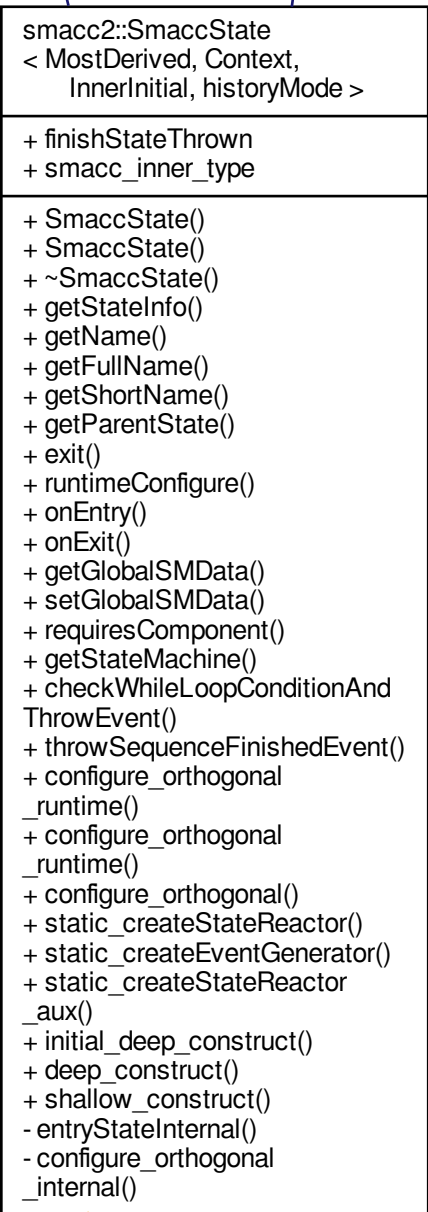 smacc2::SmaccState
< MostDerived, Context,
InnerInitial, historyMode >
+ finishStateThrown
+ smacc_inner_type
+ SmaccState()
+ SmaccState()
+ ~SmaccState()
+ getStateInfo()
+ getName()
+ getFullName()
+ getShortName()
+ getParentState()
+ exit()
+ runtimeConfigure()
+ onEntry()
+ onExit()
+ getGlobalSMData()
+ setGlobalSMData()
+ requiresComponent()
+ getStateMachine()
+ checkWhileLoopConditionAnd
ThrowEvent()
+ throwSequenceFinishedEvent()
+ configure_orthogonal
_runtime()
+ configure_orthogonal
_runtime()
+ configure_orthogonal()
+ static_createStateReactor()
+ static_createEventGenerator()
+ static_createStateReactor
_aux()
+ initial_deep_construct()
+ deep_construct()
+ shallow_construct()
- entryStateInternal()
- configure_orthogonal
_internal()